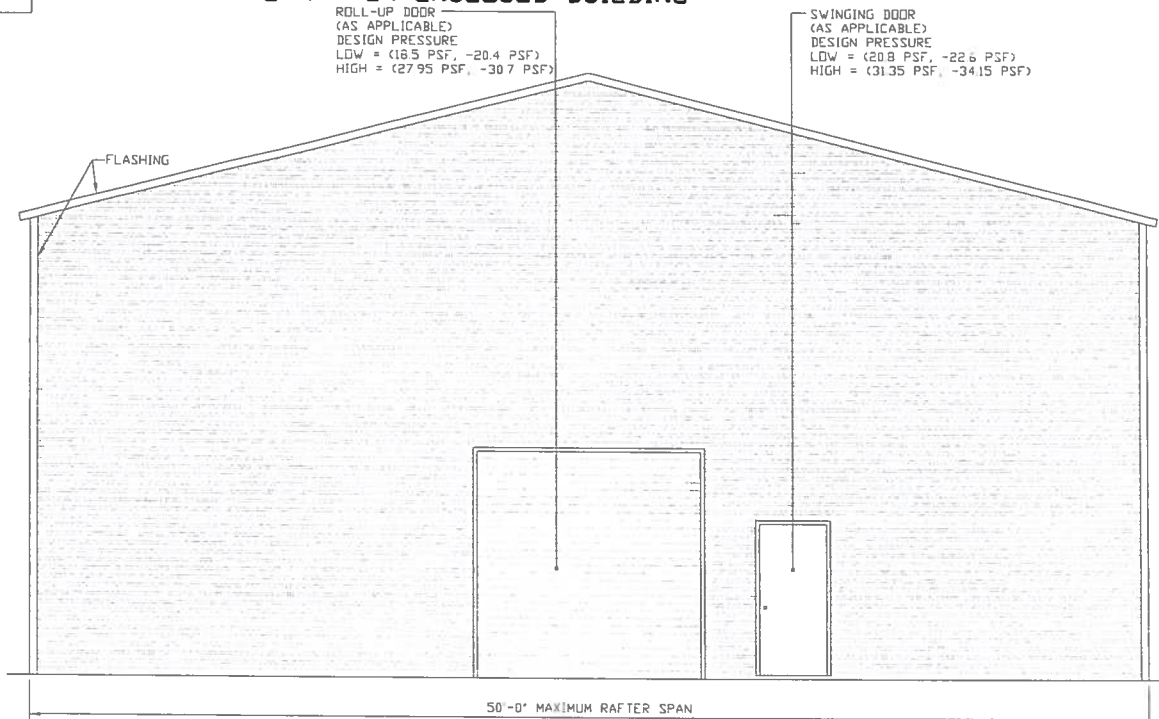 ENCLOSED BUILDING
ROLL-UP DOOR
(AS APPLICABLE)
DESIGN PRESSURE
LOW = (18.5 PSF, -20.4 PSF)
HIGH = (27.95 PSF, -30.7 PSF)
SWINGING DOOR
(AS APPLICABLE)
DESIGN PRESSURE
LOW = (20.8 PSF, -22.6 PSF)
HIGH = (31.35 PSF, -34.15 PSF)
FLASHING
50'-0" MAXIMUM RAFTER SPAN